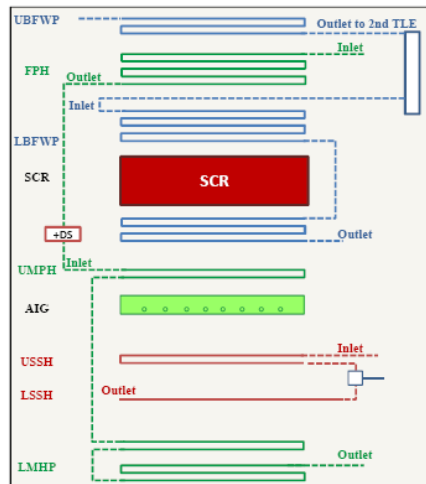 UBFWP
Outlet to 2nd TLE
Inlet
FPH
Outlet
Inlet
LBFWP
SCR
SCR
+DS
Outlet
Inlet
UMPH
AIG
Inlet
USSH
Outlet
LSSH
Outlet
LMHP